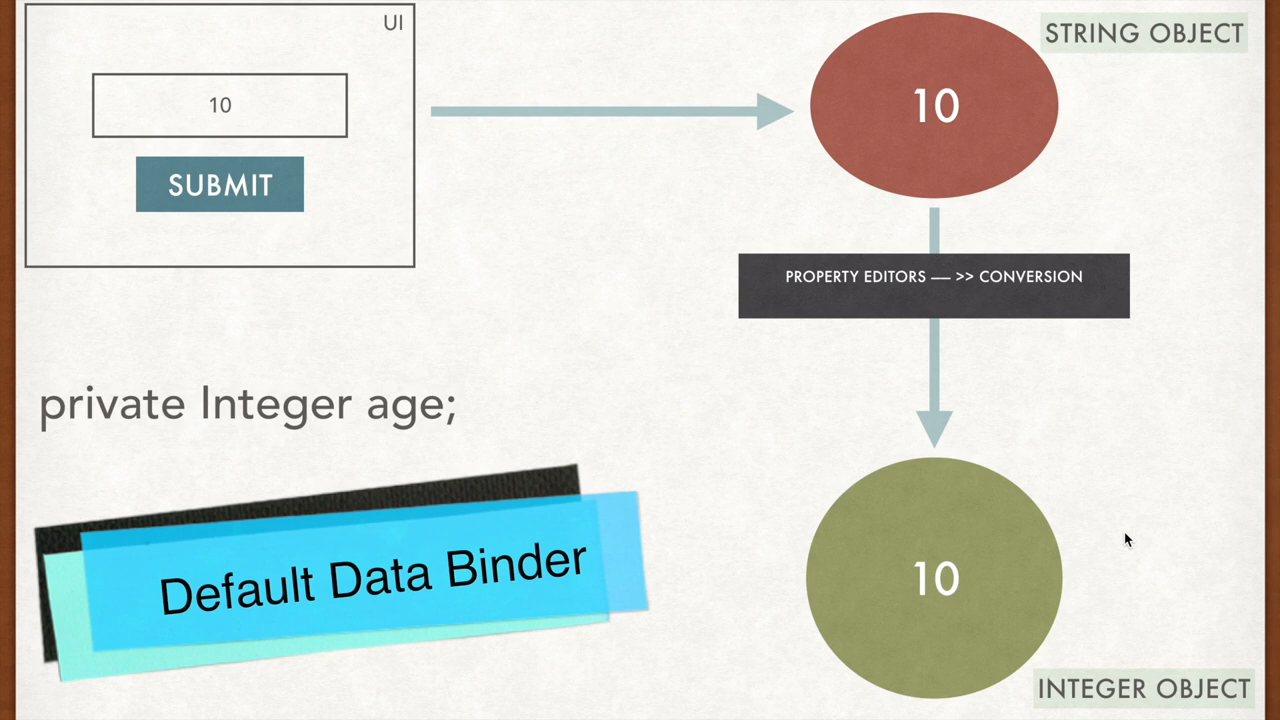 UI
10
SUBMIT
10
STRING OBJECT
PROPERTY EDITORS — >> CONVERSION
private Integer age;
Default Data Binder
10
INTEGER OBJECT